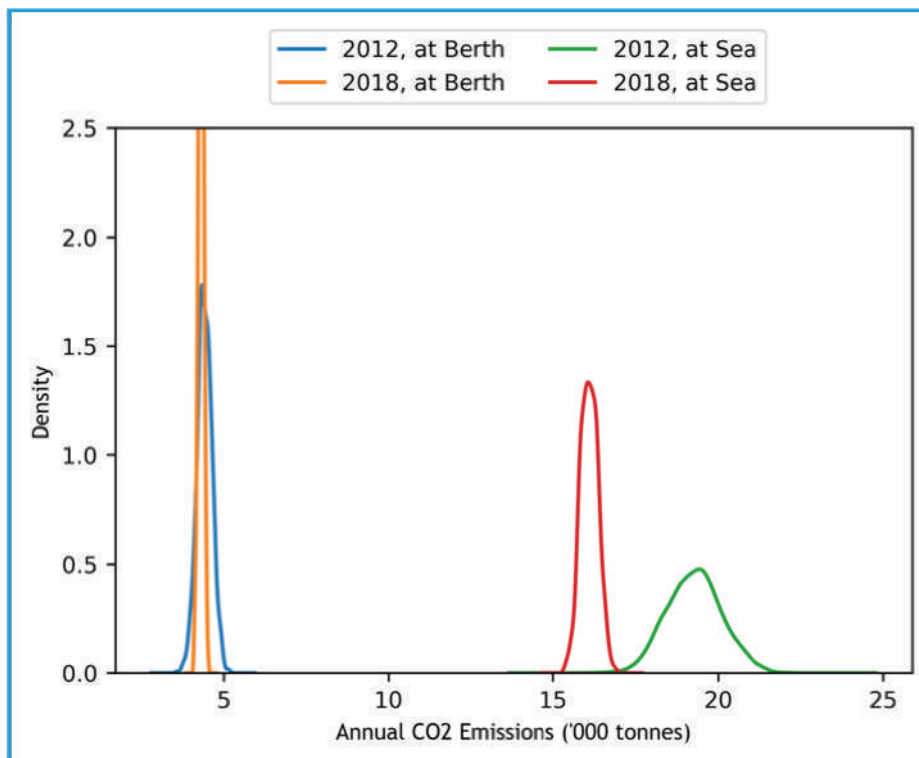 2012, at Berth
2018, at Berth
2012, at Sea
2018, at Sea
2.5
2.0
1.5
1.0
0.5
0.0
Density
5
10
15
20
25
Annual CO2 Emissions ('000 tonnes)